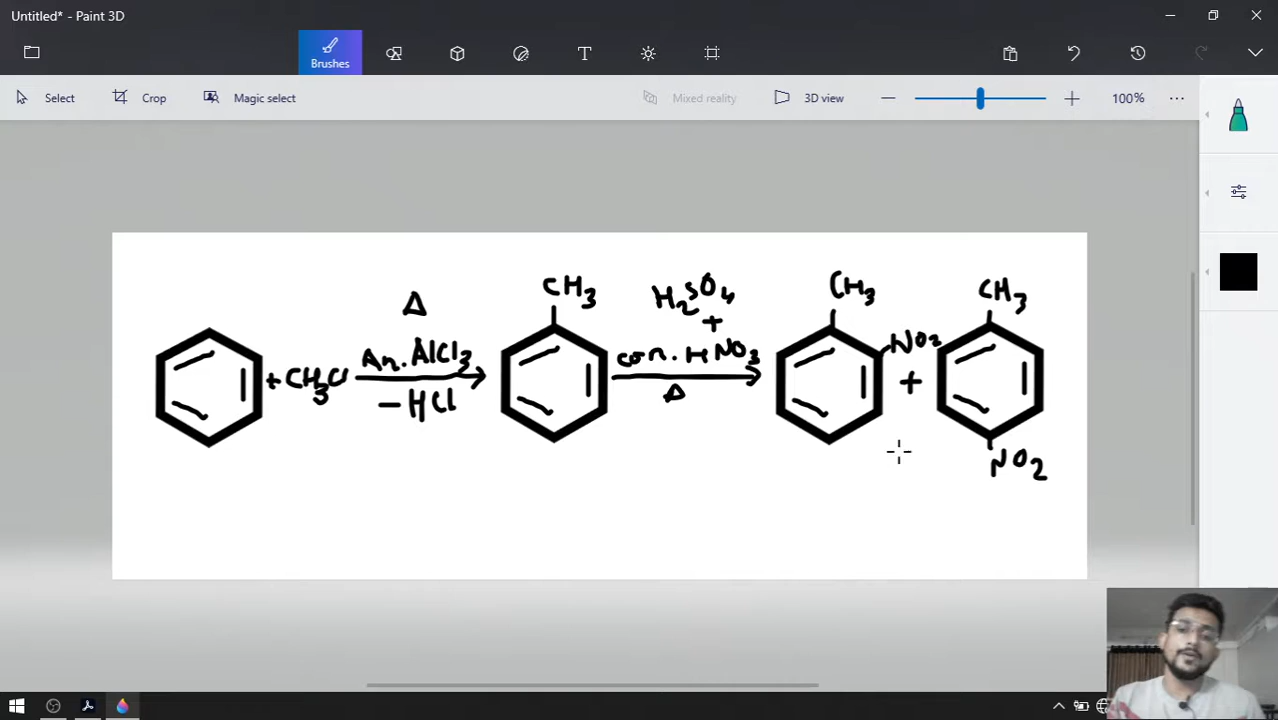 Untitled* - Paint 3D
Brushes
Select
Crop
Magic select
Mixed reality
3D view
100%
Δ
+ CH3Cl
An. AlCl3
- HCl
CH3
H2SO4
+
con. HNO3
Δ
CH3
NO2
+
CH3
NO2